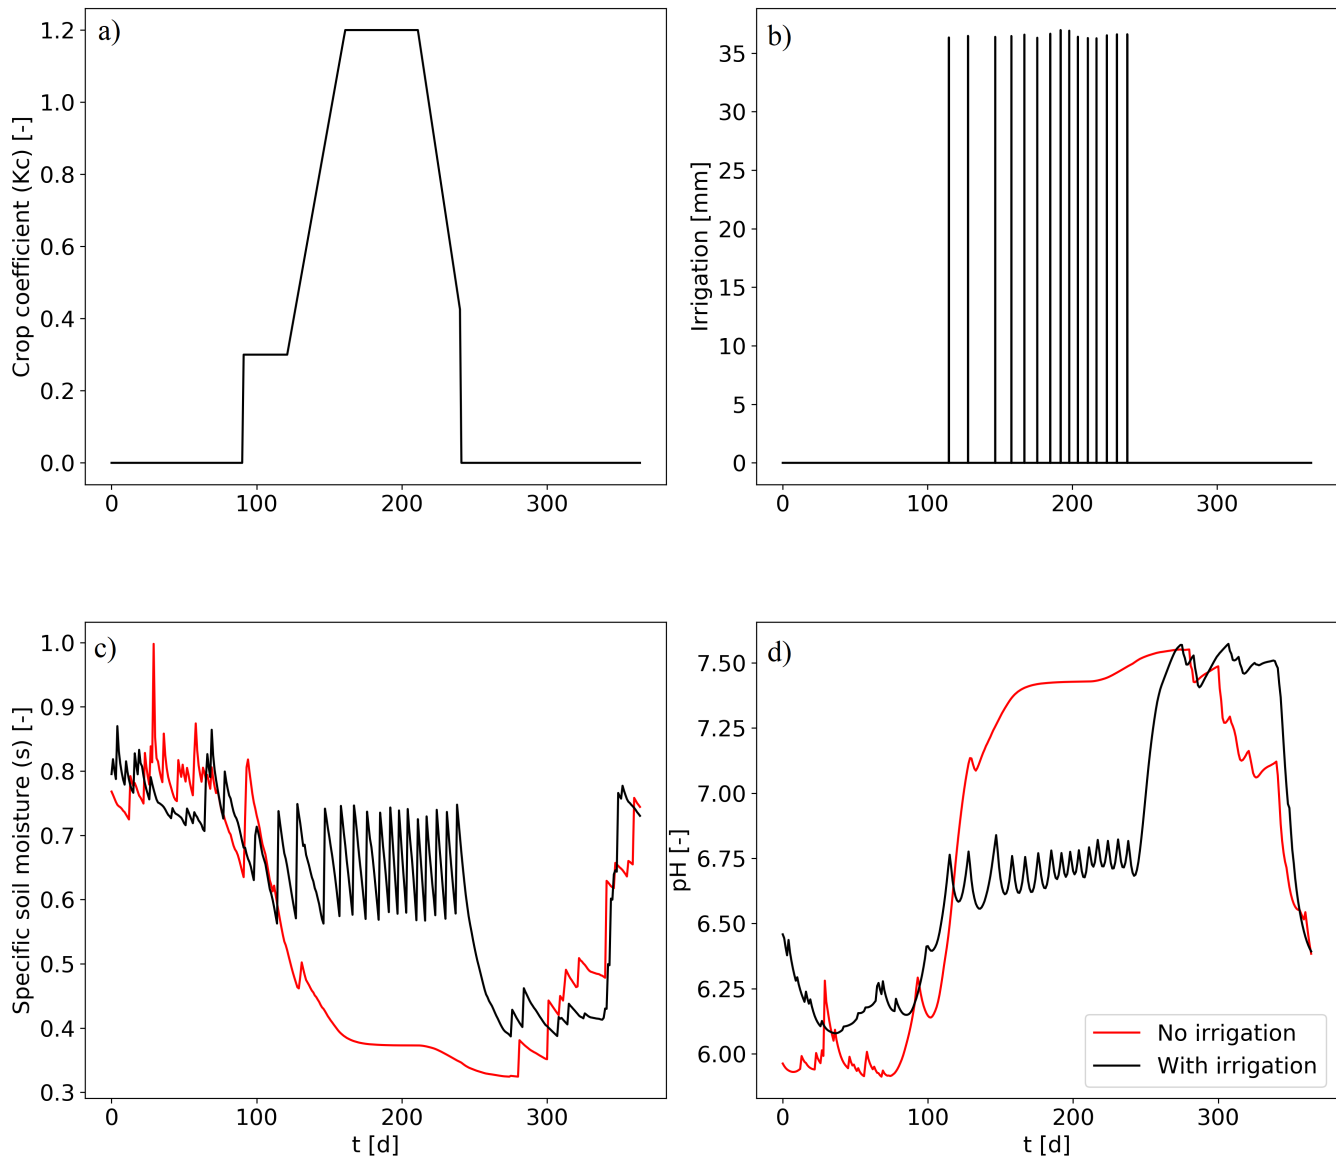 a)
Crop coefficient (Kc) [-]
1.2
1.0
0.8
0.6
0.4
0.2
0.0
0 100 200 300
b)
Irrigation [mm]
35
30
25
20
15
10
5
0
0 100 200 300
c)
Specific soil moisture (s) [-]
1.0
0.9
0.8
0.7
0.6
0.5
0.4
0.3
0 100 200 300
t [d]
d)
pH [-]
7.50
7.25
7.00
6.75
6.50
6.25
6.00
No irrigation
With irrigation
0 100 200 300
t [d]